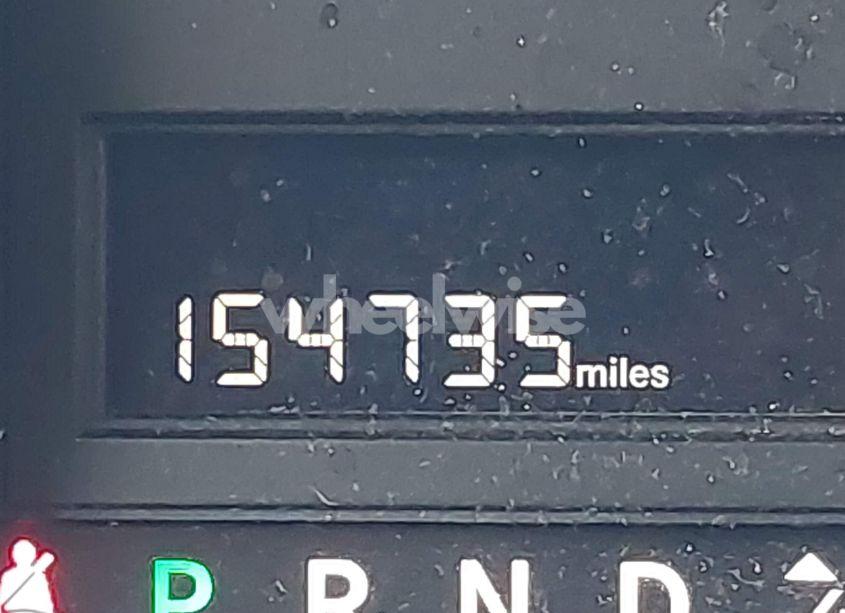 wheelwise
154735 miles
P R N D